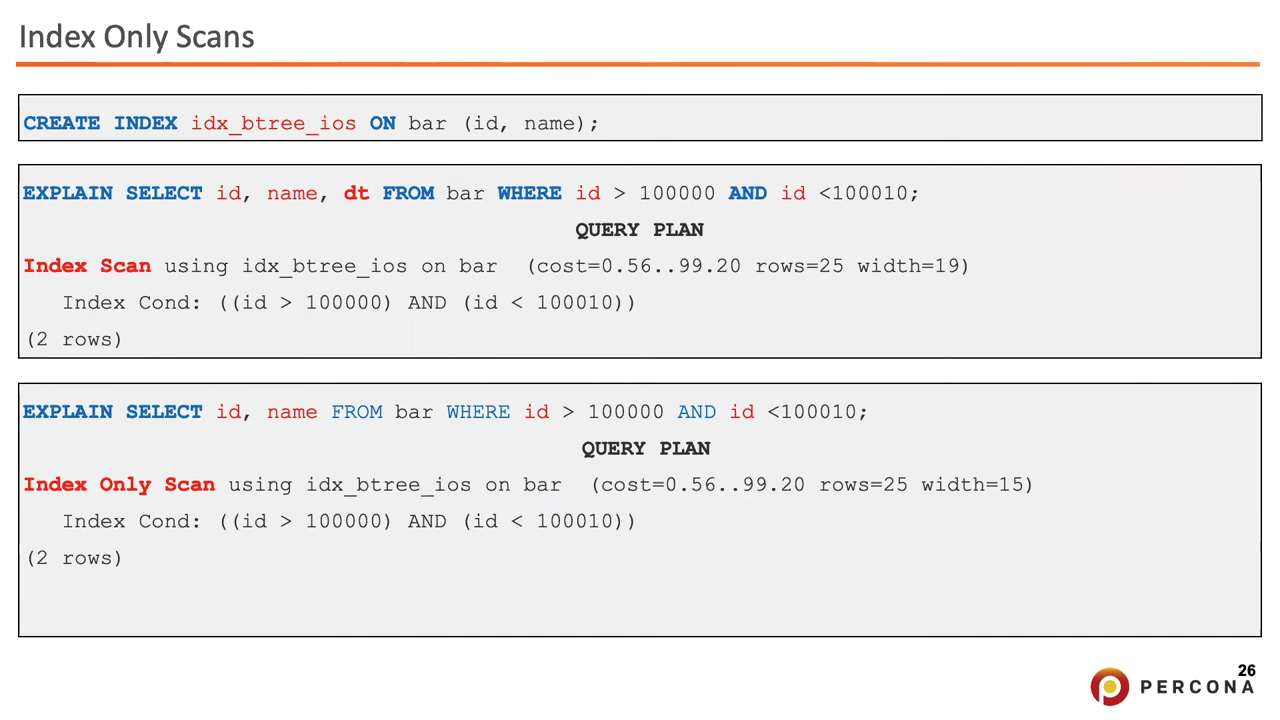 Index Only Scans
CREATE INDEX idx_btree_ios ON bar (id, name);
EXPLAIN SELECT id, name, dt FROM bar WHERE id > 100000 AND id <100010;
QUERY PLAN
Index Scan using idx_btree_ios on bar (cost=0.56..99.20 rows=25 width=19)
Index Cond: ((id > 100000) AND (id < 100010))
(2 rows)
EXPLAIN SELECT id, name FROM bar WHERE id > 100000 AND id <100010;
QUERY PLAN
Index Only Scan using idx_btree_ios on bar (cost=0.56..99.20 rows=25 width=15)
Index Cond: ((id > 100000) AND (id < 100010))
(2 rows)
26
PERCONA